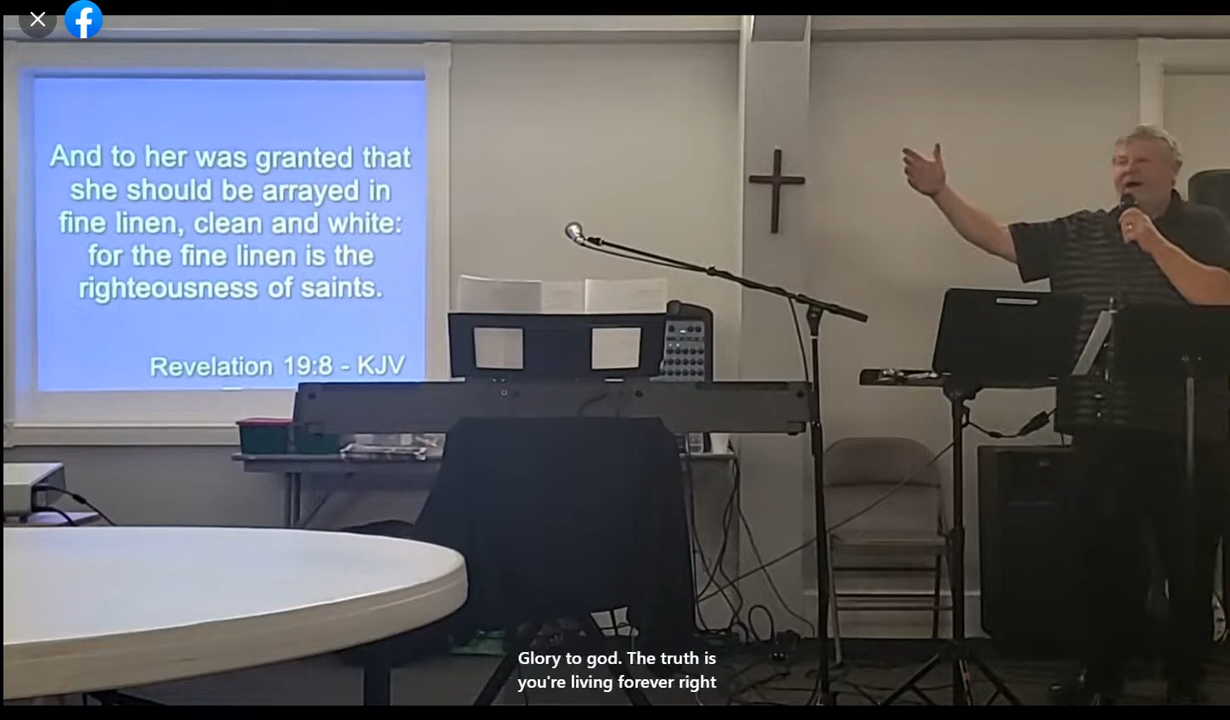 And to her was granted that
she should be arrayed in
fine linen, clean and white:
for the fine linen is the
righteousness of saints.
Revelation 19:8 - KJV
Glory to god. The truth is
you're living forever right